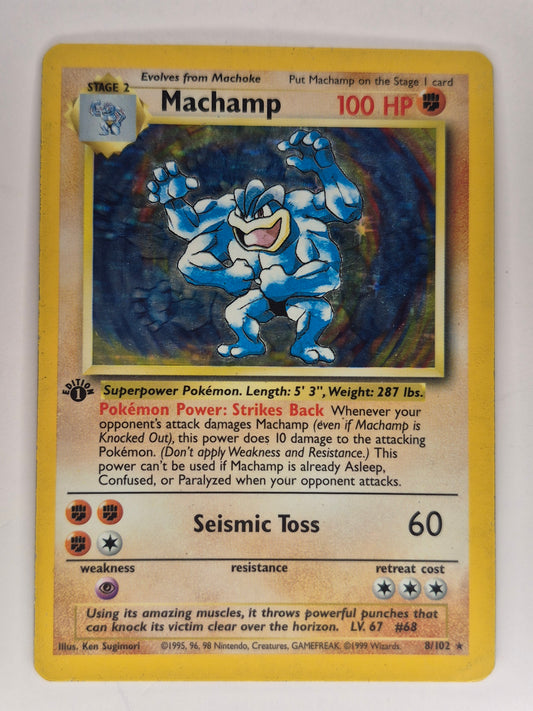 Evolves from Machoke
Put Machamp on the Stage 1 card
STAGE 2
Machamp
100 HP
EDITION
1
Superpower Pokémon. Length: 5' 3", Weight: 287 lbs.
Pokémon Power: Strikes Back Whenever your
opponent's attack damages Machamp (even if Machamp is
Knocked Out), this power does 10 damage to the attacking
Pokémon. (Don't apply Weakness and Resistance.) This
power can't be used if Machamp is already Asleep,
Confused, or Paralyzed when your opponent attacks.
Seismic Toss 60
weakness resistance retreat cost
Using its amazing muscles, it throws powerful punches that
can knock its victim clear over the horizon. LV. 67 #68
Illus. Ken Sugimori ©1995, 96, 98 Nintendo, Creatures, GAMEFREAK. ©1999 Wizards. 8/102 ★